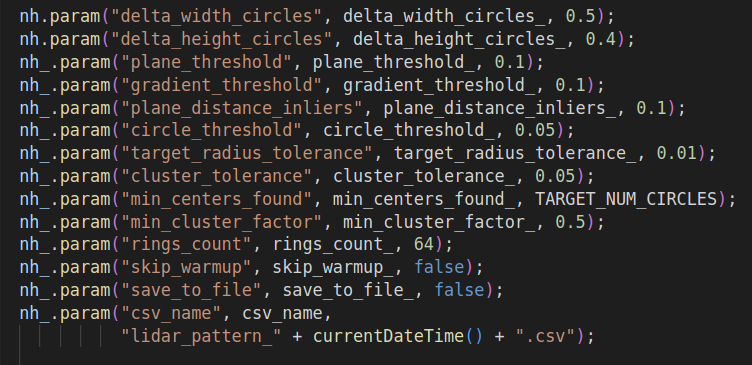 nh.param("delta_width_circles", delta_width_circles_, 0.5);
nh.param("delta_height_circles", delta_height_circles_, 0.4);
nh_.param("plane_threshold", plane_threshold_, 0.1);
nh_.param("gradient_threshold", gradient_threshold_, 0.1);
nh_.param("plane_distance_inliers", plane_distance_inliers_, 0.1);
nh_.param("circle_threshold", circle_threshold_, 0.05);
nh_.param("target_radius_tolerance", target_radius_tolerance_, 0.01);
nh_.param("cluster_tolerance", cluster_tolerance_, 0.05);
nh_.param("min_centers_found", min_centers_found_, TARGET_NUM_CIRCLES);
nh_.param("min_cluster_factor", min_cluster_factor_, 0.5);
nh_.param("rings_count", rings_count_, 64);
nh_.param("skip_warmup", skip_warmup_, false);
nh_.param("save_to_file", save_to_file_, false);
nh_.param("csv_name", csv_name,
"lidar_pattern_" + currentDateTime() + ".csv");